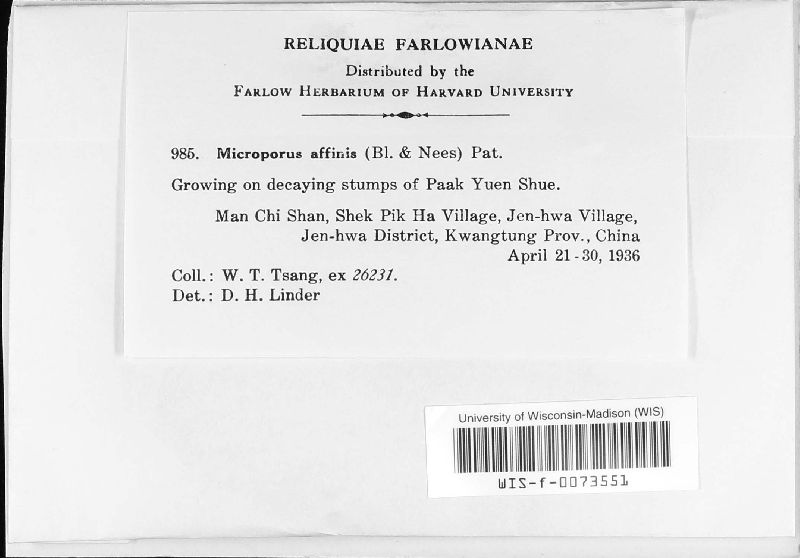 RELIQUIAE FARLOWIANAE
Distributed by the
FARLOW HERBARIUM OF HARVARD UNIVERSITY
985. Microporus affinis (Bl. & Nees) Pat.
Growing on decaying stumps of Paak Yuen Shue.
Man Chi Shan, Shek Pik Ha Village, Jen-hwa Village,
Jen-hwa District, Kwangtung Prov., China
April 21-30, 1936
Coll.: W. T. Tsang, ex 26231.
Det.: D. H. Linder
University of Wisconsin-Madison (WIS)
WIS-f-0073551